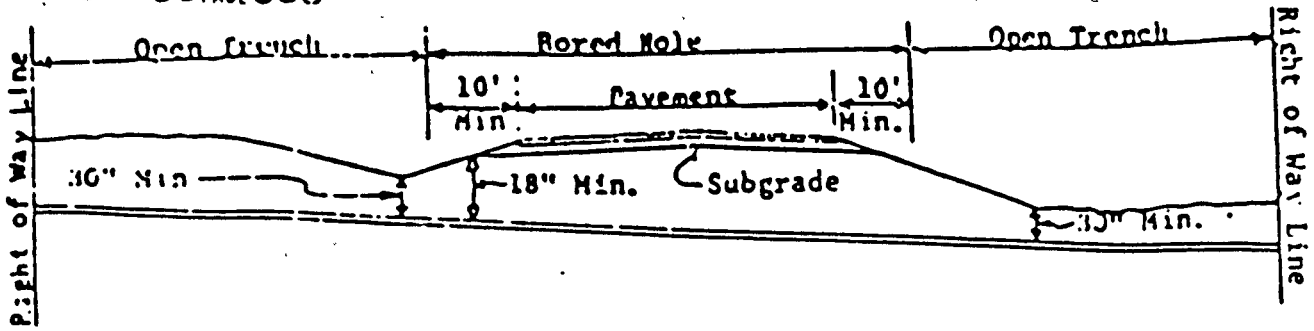 Open Trench
Bored Hole
Open Trench
10'
Min.
Pavement
10'
Min.
30" Min
18" Min.
Subgrade
30" Min.
Right of Way Line
Right of Way Line